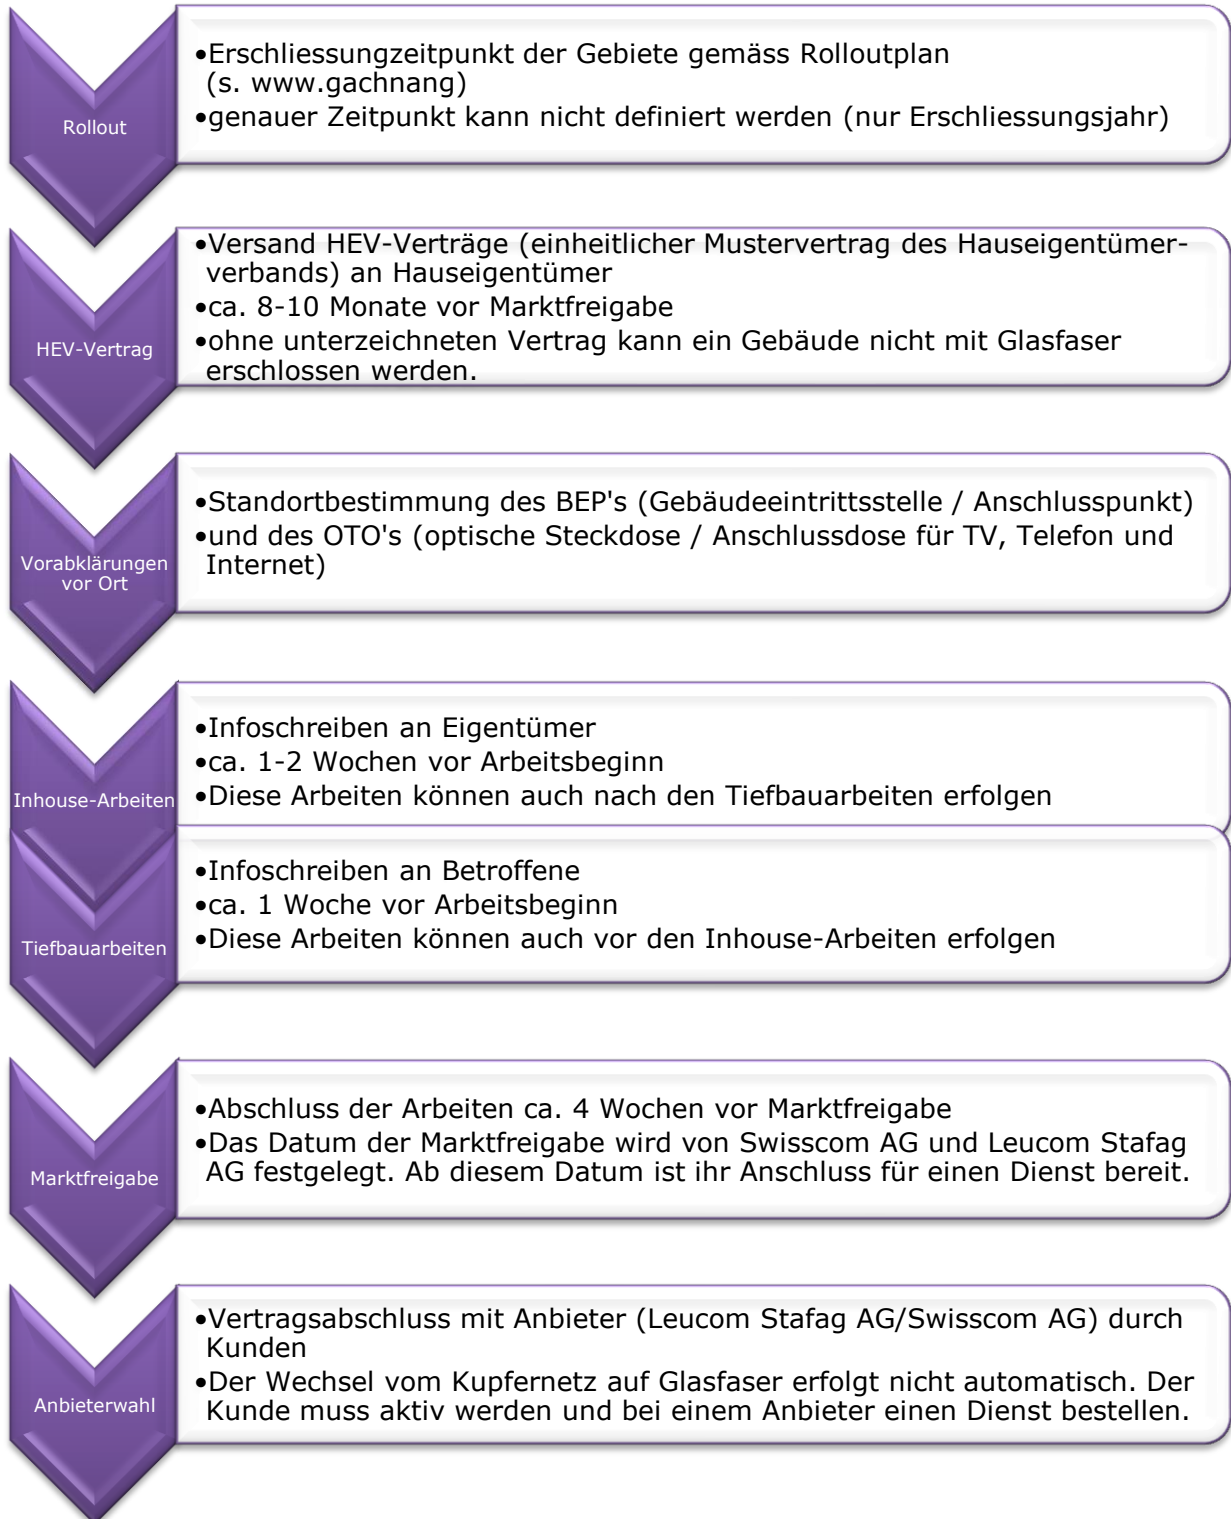 Rollout
•Erschliessungzeitpunkt der Gebiete gemäss Rolloutplan
(s. www.gachnang)
•genauer Zeitpunkt kann nicht definiert werden (nur Erschliessungsjahr)
HEV-Vertrag
•Versand HEV-Verträge (einheitlicher Mustervertrag des Hauseigentümer-
verbands) an Hauseigentümer
•ca. 8-10 Monate vor Marktfreigabe
•ohne unterzeichneten Vertrag kann ein Gebäude nicht mit Glasfaser
erschlossen werden.
Vorabklärungen
vor Ort
•Standortbestimmung des BEP's (Gebäudeeintrittsstelle / Anschlusspunkt)
•und des OTO's (optische Steckdose / Anschlussdose für TV, Telefon und
Internet)
Inhouse-Arbeiten
•Infoschreiben an Eigentümer
•ca. 1-2 Wochen vor Arbeitsbeginn
•Diese Arbeiten können auch nach den Tiefbauarbeiten erfolgen
Tiefbauarbeiten
•Infoschreiben an Betroffene
•ca. 1 Woche vor Arbeitsbeginn
•Diese Arbeiten können auch vor den Inhouse-Arbeiten erfolgen
Marktfreigabe
•Abschluss der Arbeiten ca. 4 Wochen vor Marktfreigabe
•Das Datum der Marktfreigabe wird von Swisscom AG und Leucom Stafag
AG festgelegt. Ab diesem Datum ist ihr Anschluss für einen Dienst bereit.
Anbieterwahl
•Vertragsabschluss mit Anbieter (Leucom Stafag AG/Swisscom AG) durch
Kunden
•Der Wechsel vom Kupfernetz auf Glasfaser erfolgt nicht automatisch. Der
Kunde muss aktiv werden und bei einem Anbieter einen Dienst bestellen.